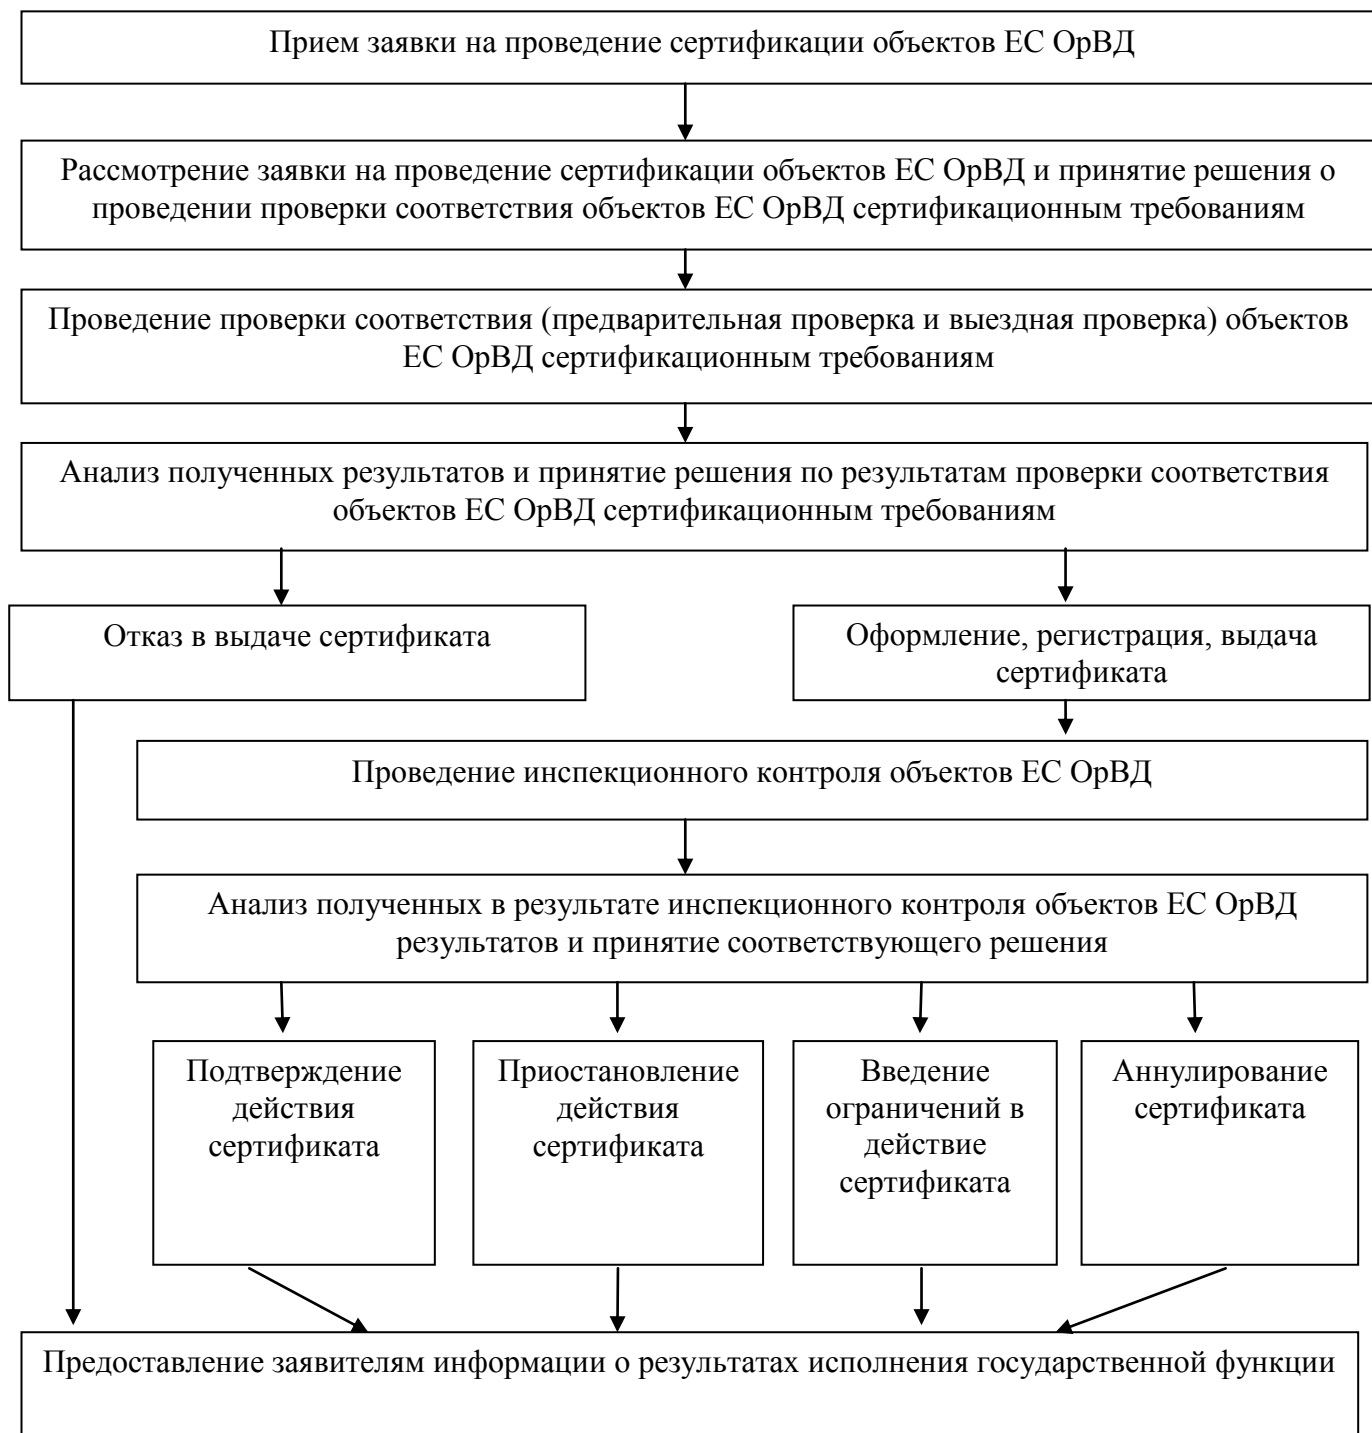 Прием заявки на проведение сертификации объектов ЕС ОрВД
Рассмотрение заявки на проведение сертификации объектов ЕС ОрВД и принятие решения о
проведении проверки соответствия объектов ЕС ОрВД сертификационным требованиям
Проведение проверки соответствия (предварительная проверка и выездная проверка) объектов
ЕС ОрВД сертификационным требованиям
Анализ полученных результатов и принятие решения по результатам проверки соответствия
объектов ЕС ОрВД сертификационным требованиям
Отказ в выдаче сертификата
Оформление, регистрация, выдача
сертификата
Проведение инспекционного контроля объектов ЕС ОрВД
Анализ полученных в результате инспекционного контроля объектов ЕС ОрВД
результатов и принятие соответствующего решения
Подтверждение
действия
сертификата
Приостановление
действия
сертификата
Введение
ограничений в
действие
сертификата
Аннулирование
сертификата
Предоставление заявителям информации о результатах исполнения государственной функции